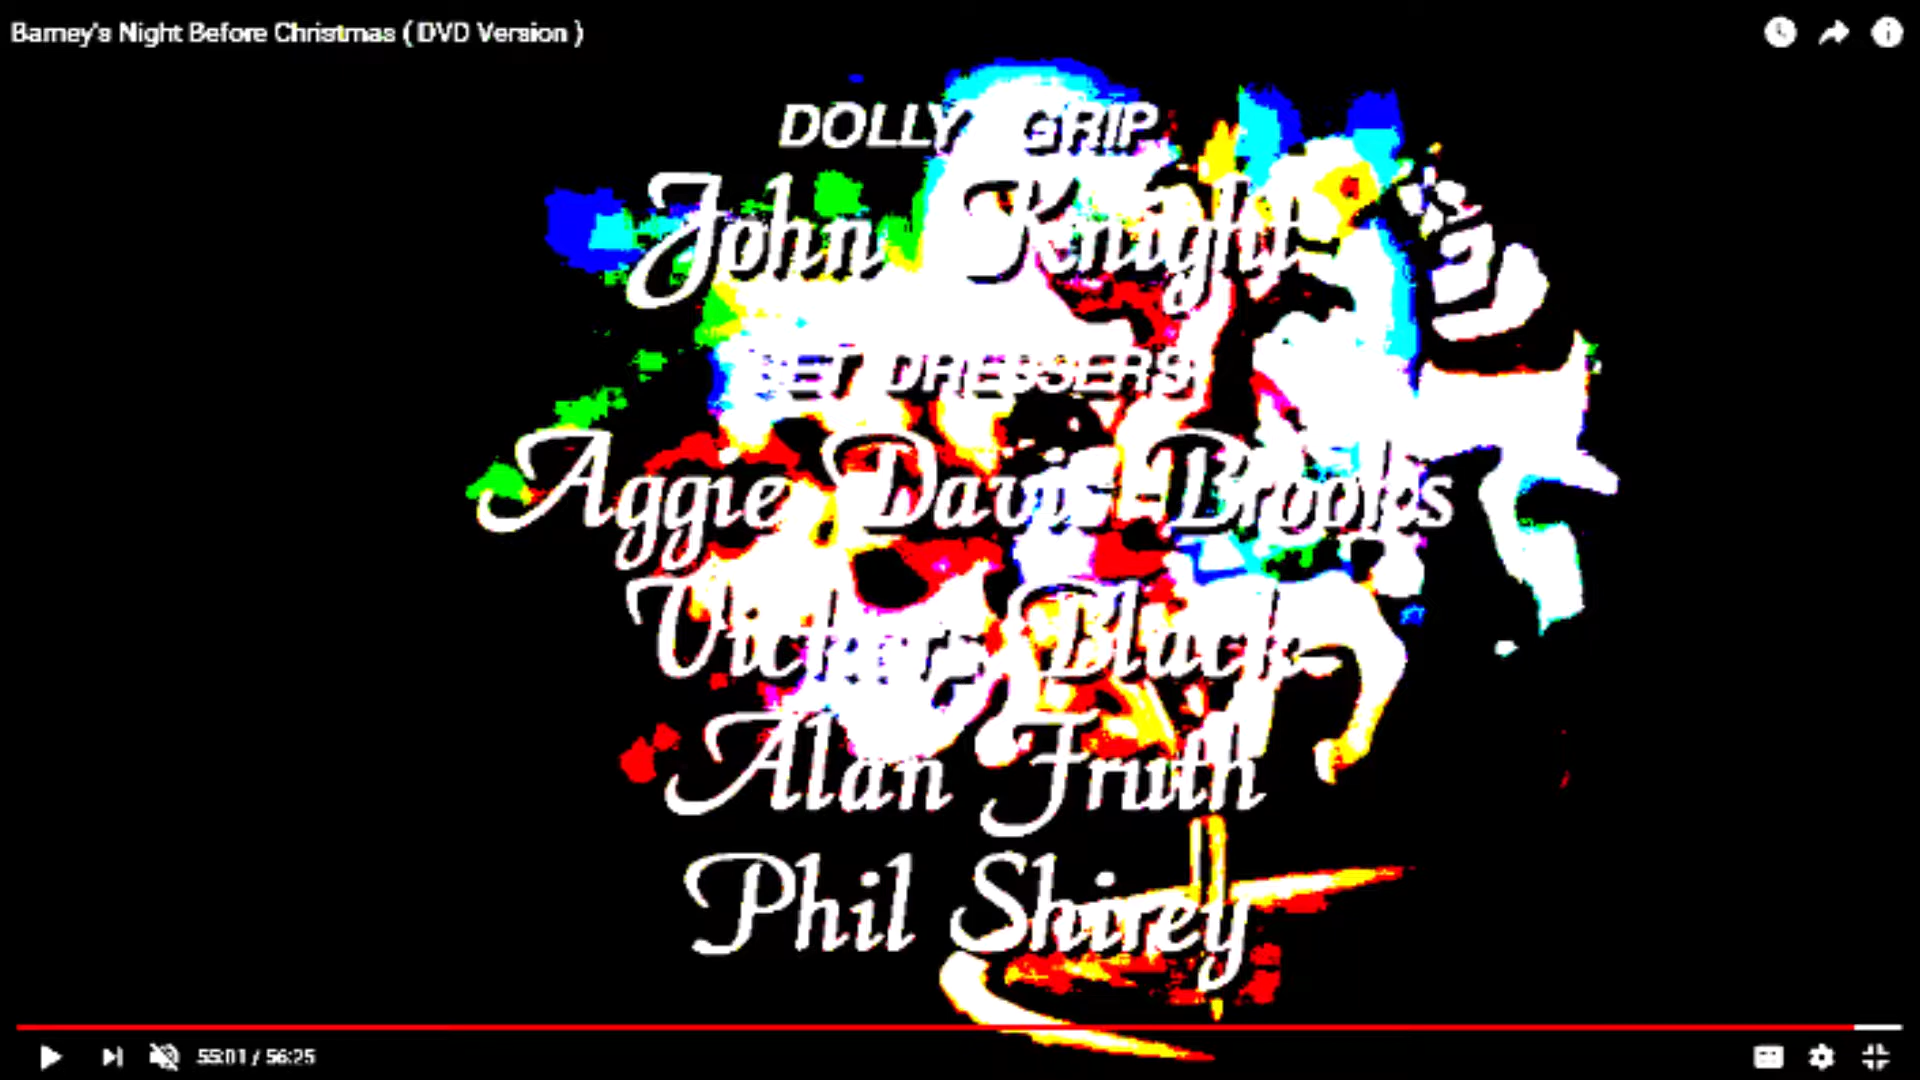 Barney's Night Before Christmas ( DVD Version )
DOLLY GRIP
John Knight
SET DRESSERS
Aggie Davis-Brooks
Vickers Black
Alan Fruth
Phil Shirey
55:01 / 56:25